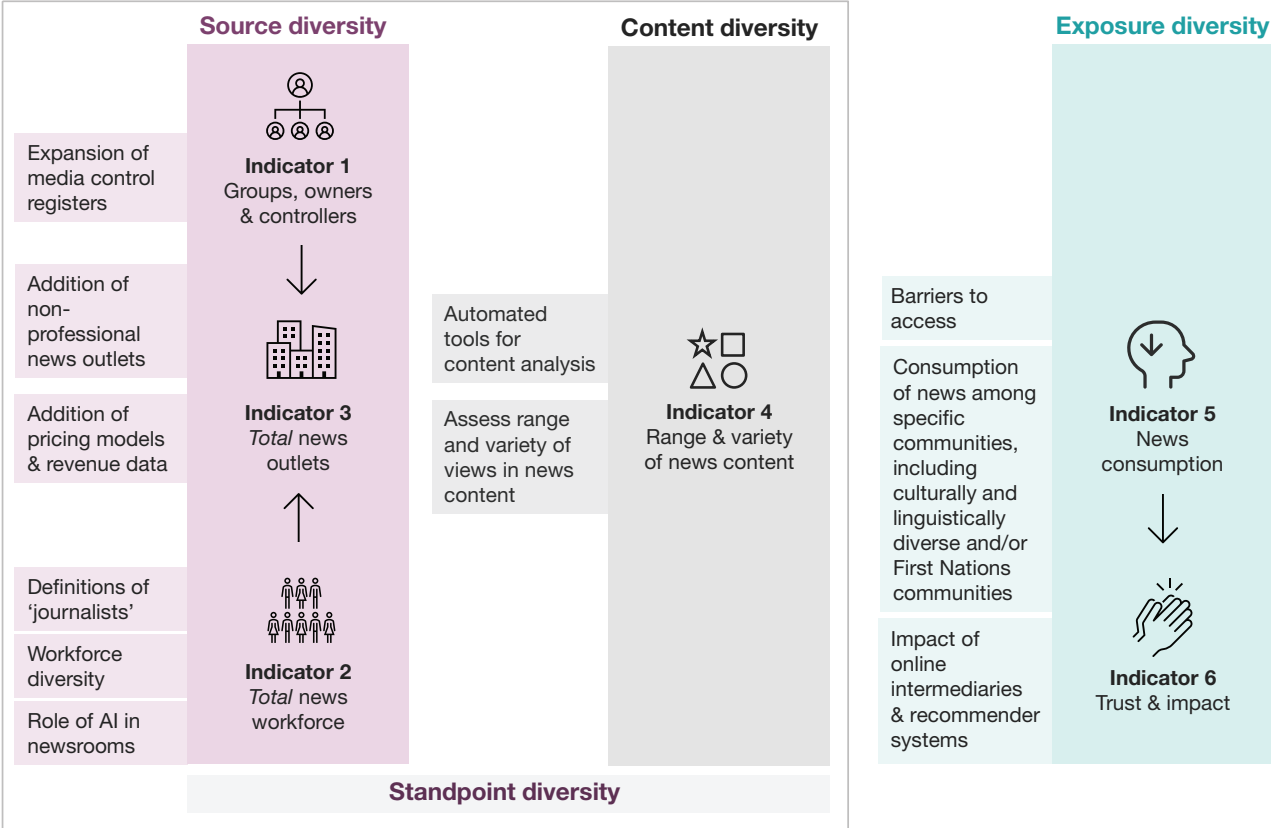 Source diversity
Expansion of
media control
registers
Indicator 1
Groups, owners
& controllers
Addition of
non-
professional
news outlets
Addition of
pricing models
& revenue data
Indicator 3
Total news
outlets
Definitions of
‘journalists’
Workforce
diversity
Role of AI in
newsrooms
Indicator 2
Total news
workforce
Content diversity
Automated
tools for
content analysis
Assess range
and variety of
views in news
content
Indicator 4
Range & variety
of news content
Standpoint diversity
Exposure diversity
Barriers to
access
Consumption
of news among
specific
communities,
including
culturally and
linguistically
diverse and/or
First Nations
communities
Indicator 5
News
consumption
Impact of
online
intermediaries
& recommender
systems
Indicator 6
Trust & impact